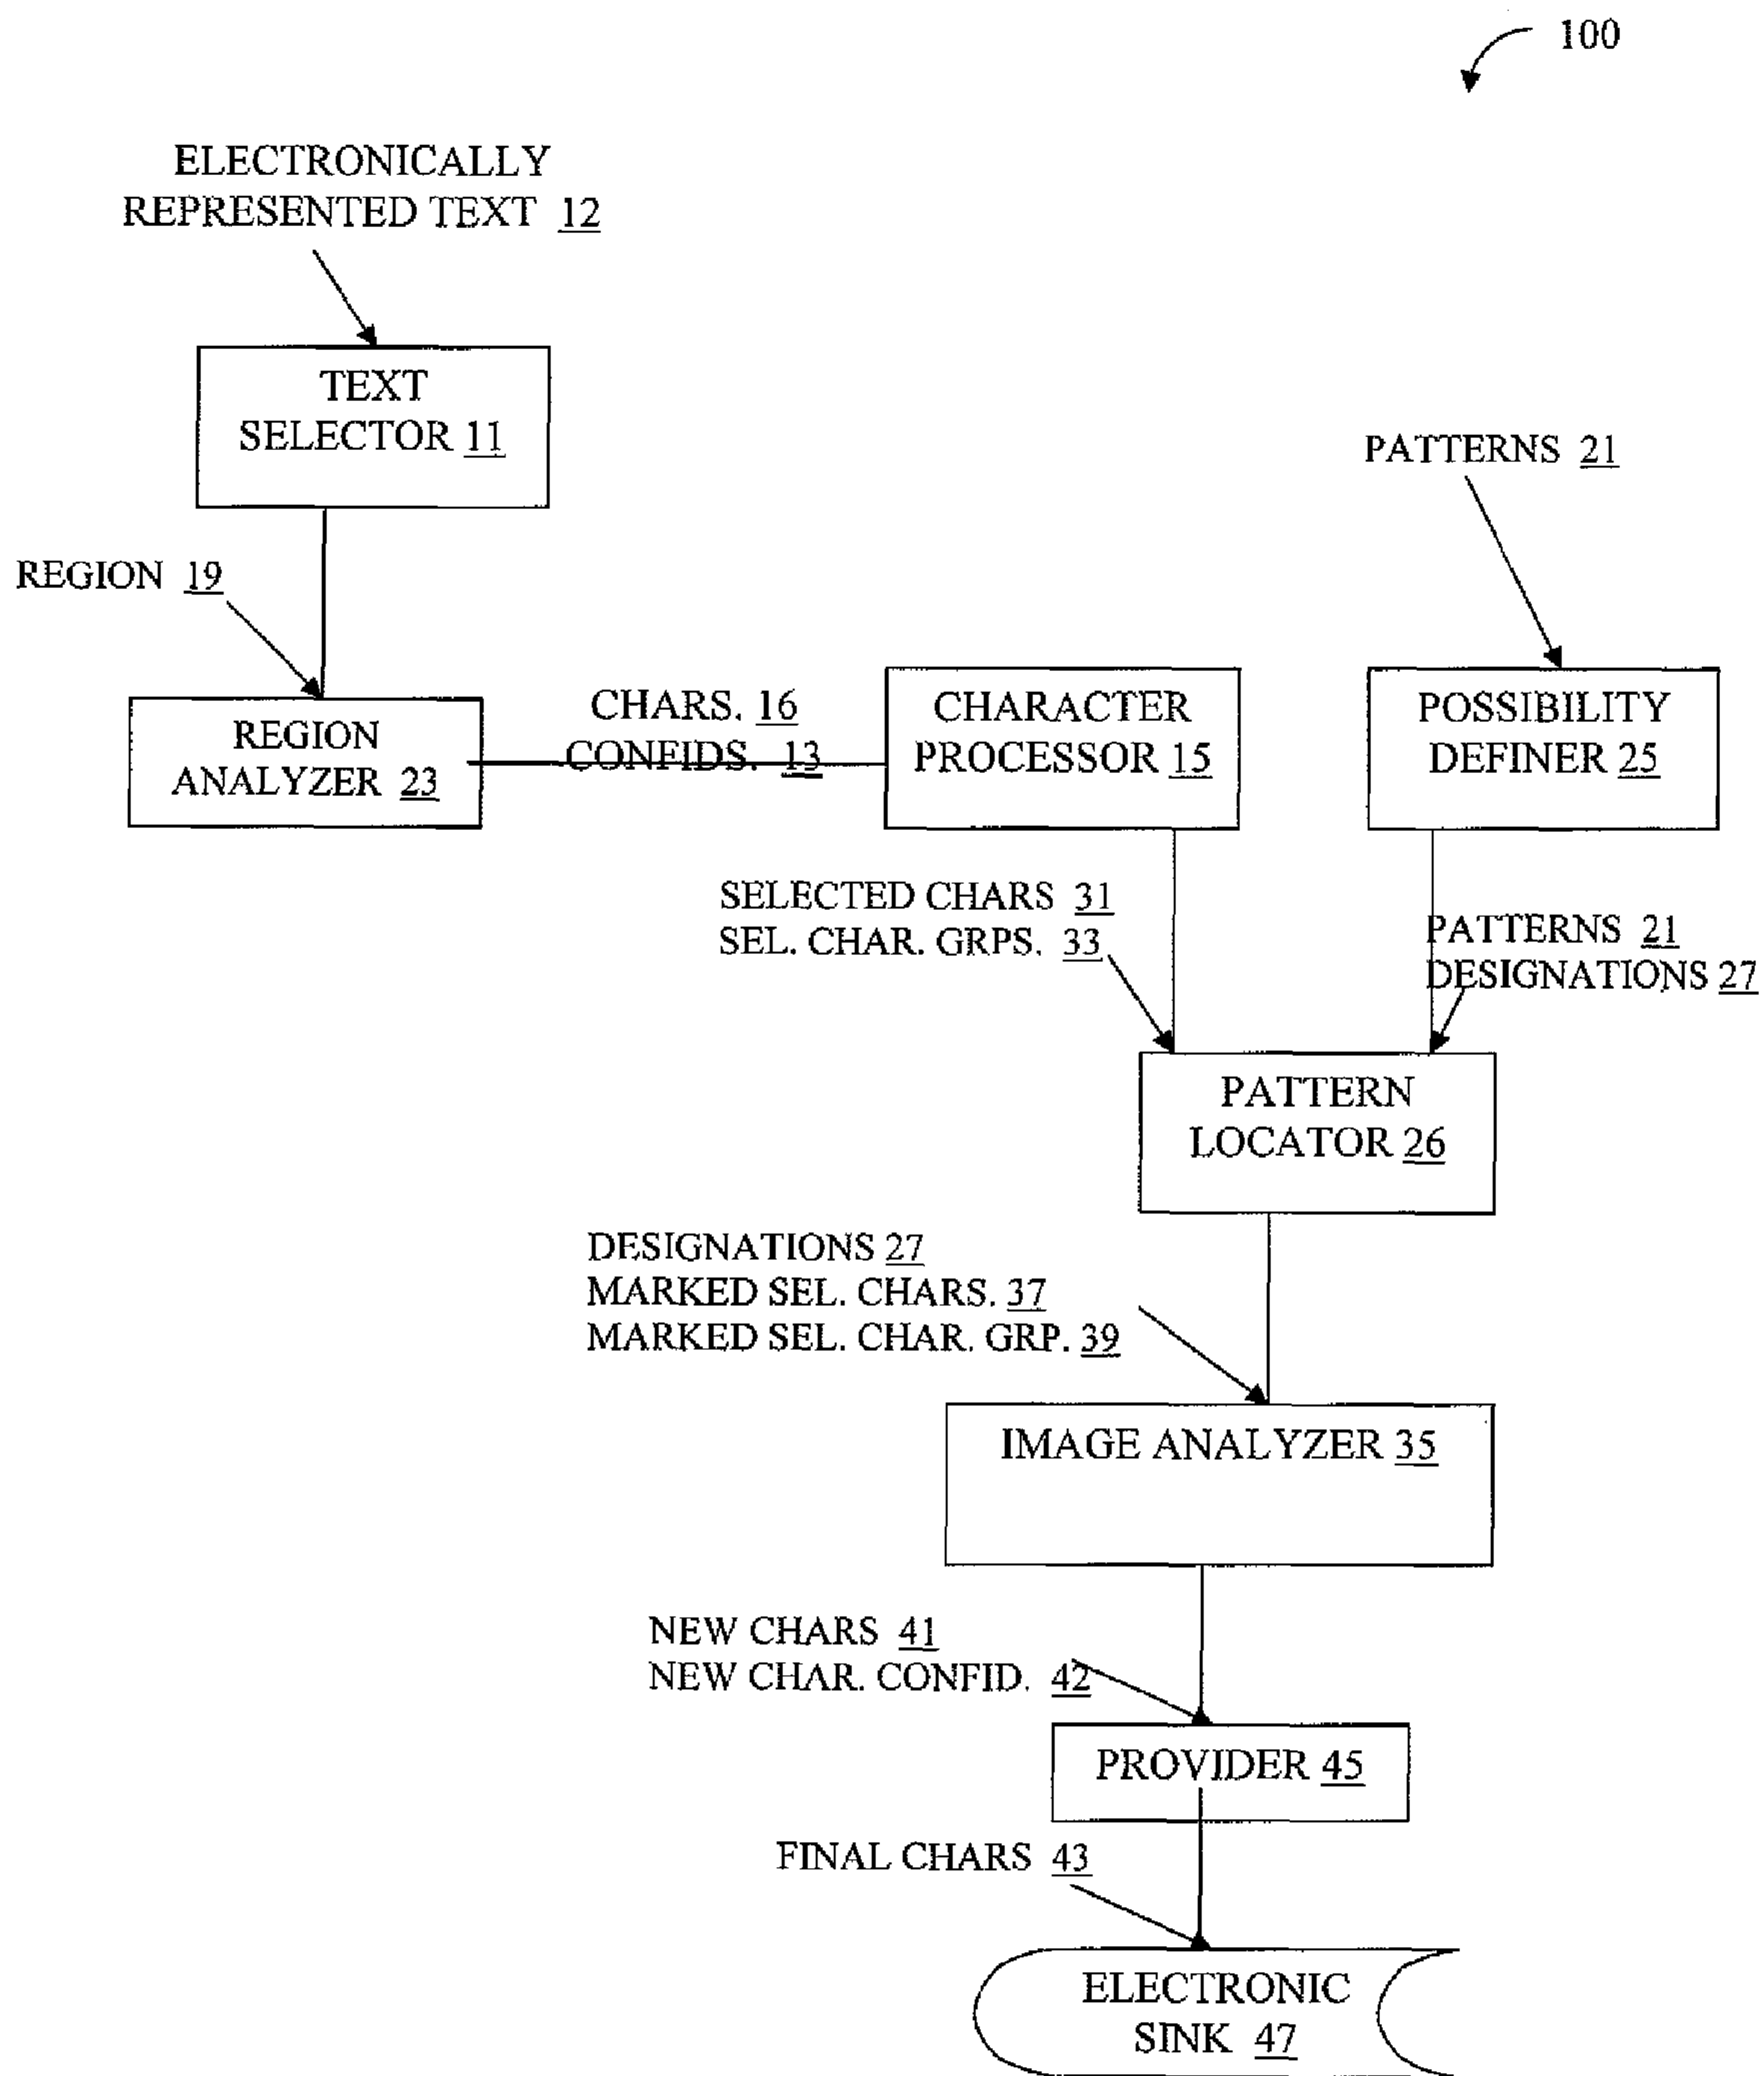 100
ELECTRONICALLY
REPRESENTED TEXT 12
TEXT
SELECTOR 11
PATTERNS 21
REGION 19
REGION
ANALYZER 23
CHARS. 16
CONFIDS. 13
CHARACTER
PROCESSOR 15
POSSIBILITY
DEFINER 25
SELECTED CHARS 31
SEL. CHAR. GRPS. 33
PATTERNS 21
DESIGNATIONS 27
PATTERN
LOCATOR 26
DESIGNATIONS 27
MARKED SEL. CHARS. 37
MARKED SEL. CHAR. GRP. 39
IMAGE ANALYZER 35
NEW CHARS 41
NEW CHAR. CONFID. 42
PROVIDER 45
FINAL CHARS 43
ELECTRONIC
SINK 47